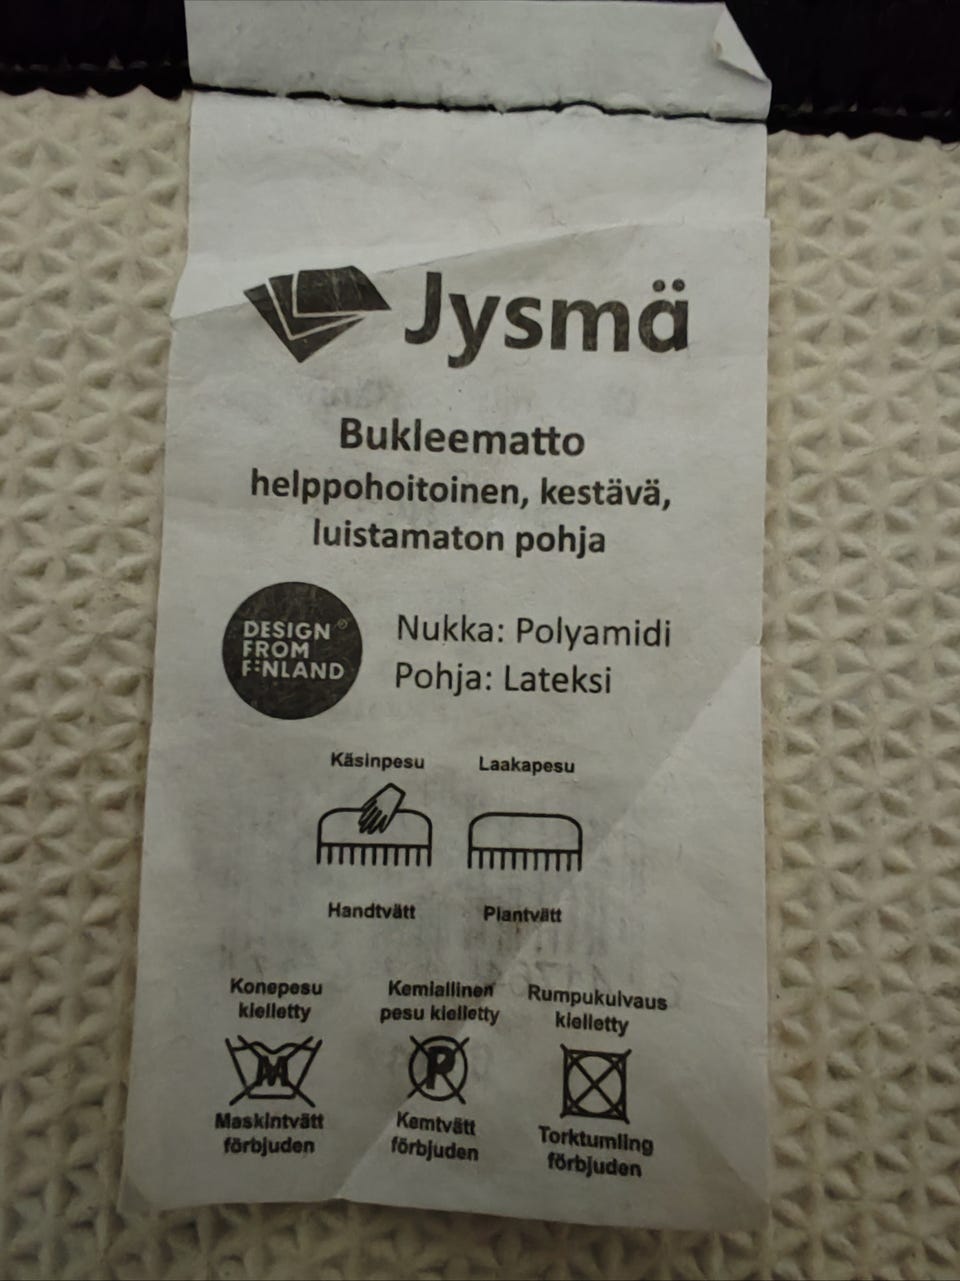 Jysmä
Bukleematto
helppohoitoinen, kestävä,
luistamaton pohja
DESIGN
FROM
FINLAND
Nukka: Polyamidi
Pohja: Lateksi
Käsinpesu
Laakapesu
Handtvätt
Plantvätt
Konepesu
kielletty
Kemiallinen
pesu kielletty
Rumpukuivaus
kielletty
M
P
Maskintvätt
förbjuden
Kemtvätt
förbjuden
Torktumling
förbjuden